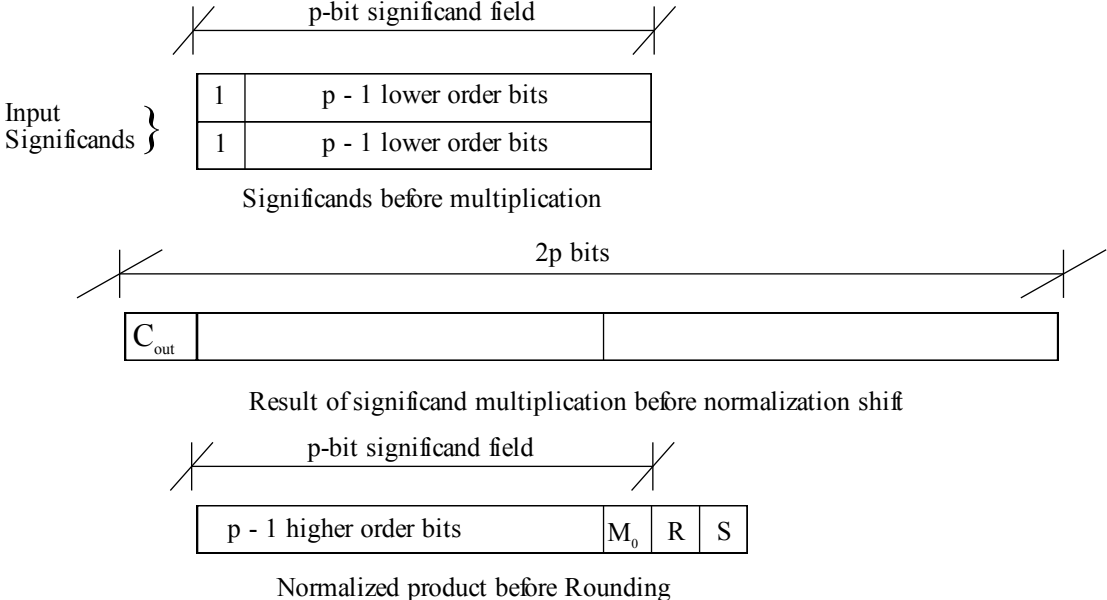 p-bit significand field
Input
Significands }
1 p - 1 lower order bits
1 p - 1 lower order bits
Significands before multiplication
2p bits
Cout
Result of significand multiplication before normalization shift
p-bit significand field
p - 1 higher order bits M0 R S
Normalized product before Rounding